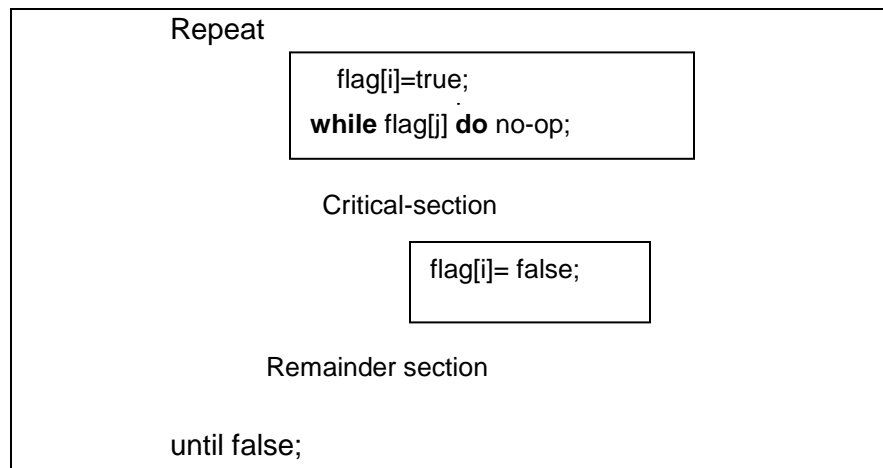 Repeat
flag[i]=true;
while flag[j] do no-op;
Critical-section
flag[i]= false;
Remainder section
until false;